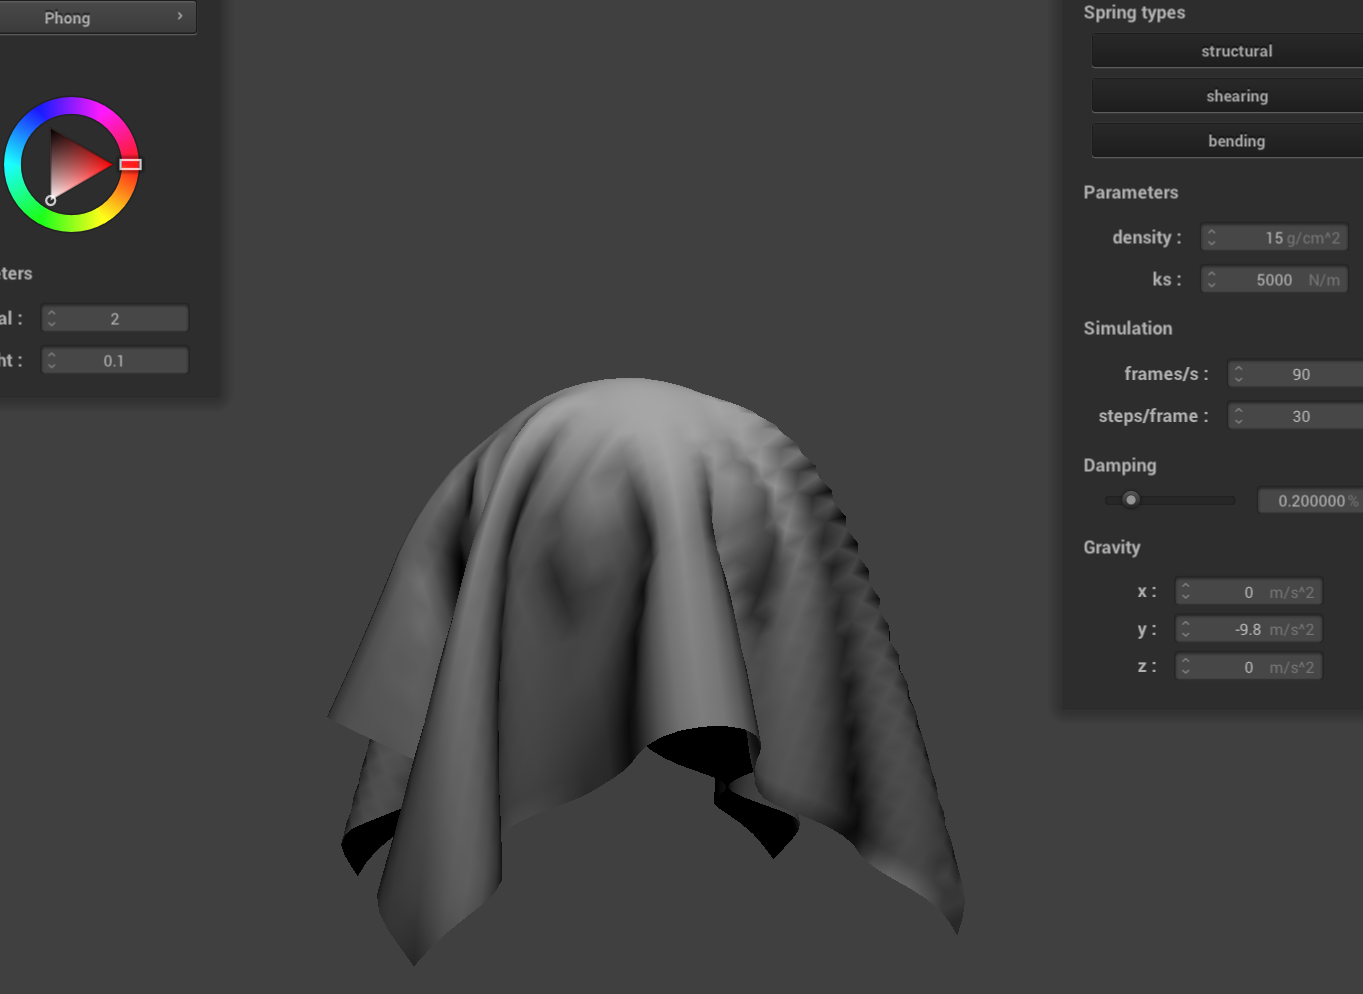 Phong
ters
al :
2
ht :
0.1
Spring types
structural
shearing
bending
Parameters
density :
15 g/cm^2
ks :
5000 N/m
Simulation
frames/s :
90
steps/frame :
30
Damping
0.200000 %
Gravity
x :
0 m/s^2
y :
-9.8 m/s^2
z :
0 m/s^2